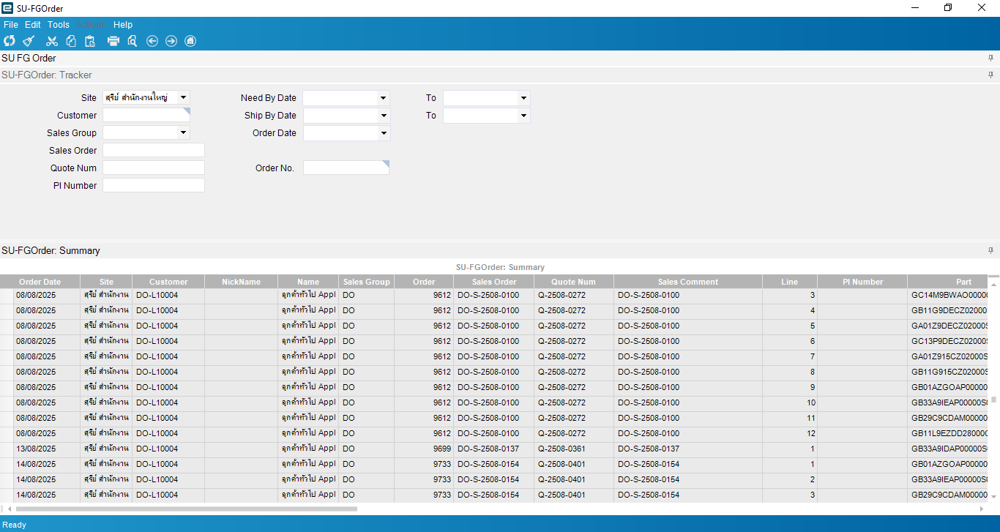 SU-FGOrder
File Edit Tools Actions Help
SU FG Order
SU-FGOrder: Tracker
Site สุรีย์ สำนักงานใหญ่ Need By Date To
Customer Ship By Date To
Sales Group Order Date
Sales Order
Quote Num Order No.
PI Number
SU-FGOrder: Summary
SU-FGOrder: Summary
Order Date Site Customer NickName Name Sales Group Order Sales Order Quote Num Sales Comment Line PI Number Part
08/08/2025 สุรีย์ สำนักงาน DO-L10004 ลูกค้าทั่วไป Appl DO 9612 DO-S-2508-0100 Q-2508-0272 DO-S-2508-0100 3 GC14M9BWAO0000
08/08/2025 สุรีย์ สำนักงาน DO-L10004 ลูกค้าทั่วไป Appl DO 9612 DO-S-2508-0100 Q-2508-0272 DO-S-2508-0100 4 GB11G9DECZ02000S
08/08/2025 สุรีย์ สำนักงาน DO-L10004 ลูกค้าทั่วไป Appl DO 9612 DO-S-2508-0100 Q-2508-0272 DO-S-2508-0100 5 GA01Z9DECZ02000S
08/08/2025 สุรีย์ สำนักงาน DO-L10004 ลูกค้าทั่วไป Appl DO 9612 DO-S-2508-0100 Q-2508-0272 DO-S-2508-0100 6 GC13P9DECZ02000S
08/08/2025 สุรีย์ สำนักงาน DO-L10004 ลูกค้าทั่วไป Appl DO 9612 DO-S-2508-0100 Q-2508-0272 DO-S-2508-0100 7 GA01Z915CZ02000S
08/08/2025 สุรีย์ สำนักงาน DO-L10004 ลูกค้าทั่วไป Appl DO 9612 DO-S-2508-0100 Q-2508-0272 DO-S-2508-0100 8 GB11G915CZ02000S
08/08/2025 สุรีย์ สำนักงาน DO-L10004 ลูกค้าทั่วไป Appl DO 9612 DO-S-2508-0100 Q-2508-0272 DO-S-2508-0100 9 GB01AZGOAP00000
08/08/2025 สุรีย์ สำนักงาน DO-L10004 ลูกค้าทั่วไป Appl DO 9612 DO-S-2508-0100 Q-2508-0272 DO-S-2508-0100 10 GB33A9IEAP00000S0
08/08/2025 สุรีย์ สำนักงาน DO-L10004 ลูกค้าทั่วไป Appl DO 9612 DO-S-2508-0100 Q-2508-0272 DO-S-2508-0100 11 GB29C9CDAM00000
08/08/2025 สุรีย์ สำนักงาน DO-L10004 ลูกค้าทั่วไป Appl DO 9612 DO-S-2508-0100 Q-2508-0272 DO-S-2508-0100 12 GB11L9EZDD280000
13/08/2025 สุรีย์ สำนักงาน DO-L10004 ลูกค้าทั่วไป Appl DO 9699 DO-S-2508-0137 Q-2508-0361 DO-S-2508-0137 1 GB33A9IDAP00000S
14/08/2025 สุรีย์ สำนักงาน DO-L10004 ลูกค้าทั่วไป Appl DO 9733 DO-S-2508-0154 Q-2508-0401 DO-S-2508-0154 1 GB01AZGOAP00000
14/08/2025 สุรีย์ สำนักงาน DO-L10004 ลูกค้าทั่วไป Appl DO 9733 DO-S-2508-0154 Q-2508-0401 DO-S-2508-0154 2 GB33A9IEAP00000S0
14/08/2025 สุรีย์ สำนักงาน DO-L10004 ลูกค้าทั่วไป Appl DO 9733 DO-S-2508-0154 Q-2508-0401 DO-S-2508-0154 3 GB29C9CDAM00000
Ready